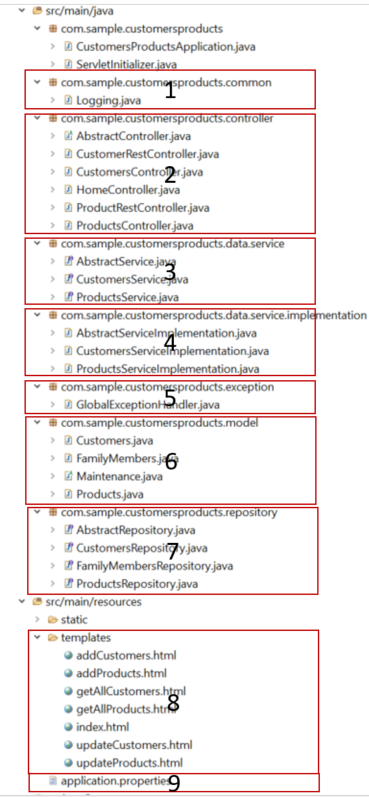 src/main/java
com.sample.customersproducts
CustomersProductsApplication.java
ServletInitializer.java
com.sample.customersproducts.common
1
Logging.java
com.sample.customersproducts.controller
AbstractController.java
CustomerRestController.java
CustomersController.java
2
HomeController.java
ProductRestController.java
ProductsController.java
com.sample.customersproducts.data.service
AbstractService.java
3
CustomersService.java
ProductsService.java
com.sample.customersproducts.data.service.implementation
AbstractServiceImplementation.java
4
CustomersServiceImplementation.java
ProductsServiceImplementation.java
com.sample.customersproducts.exception
5
GlobalExceptionHandler.java
com.sample.customersproducts.model
Customers.java
FamilyMembers.java
6
Maintenance.java
Products.java
com.sample.customersproducts.repository
AbstractRepository.java
CustomersRepository.java
7
FamilyMembersRepository.java
ProductsRepository.java
src/main/resources
static
templates
addCustomers.html
addProducts.html
getAllCustomers.html
getAllProducts.html
8
index.html
updateCustomers.html
updateProducts.html
application.properties
9